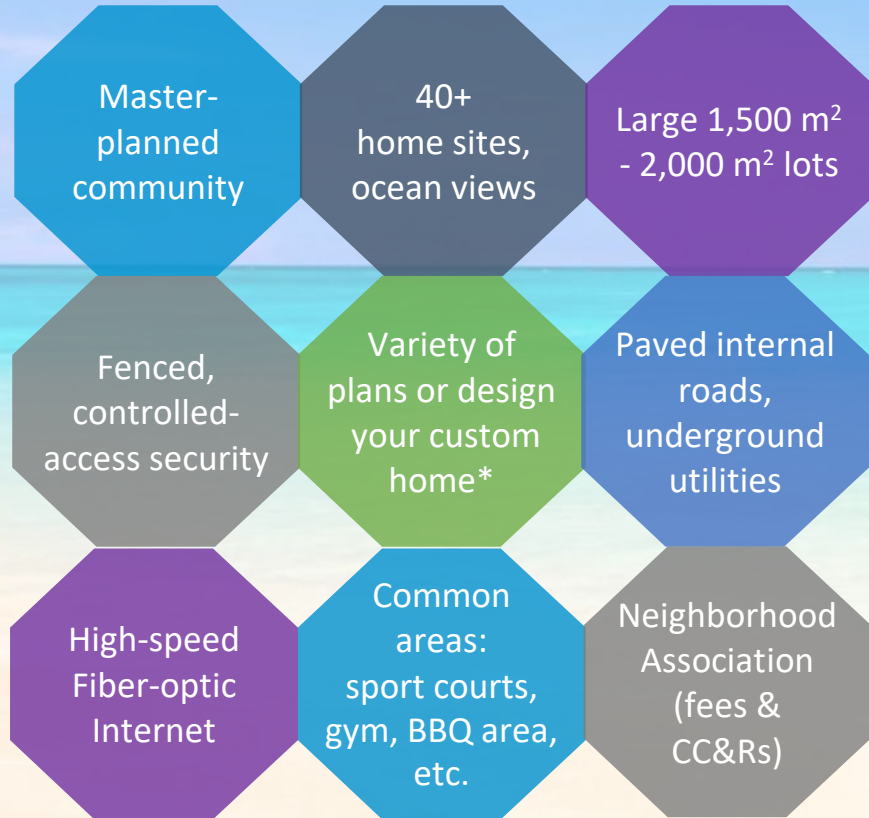 Master-
planned
community
40+
home sites,
ocean views
Large 1,500 m²
- 2,000 m² lots
Fenced,
controlled-
access security
Variety of
plans or design
your custom
home*
Paved internal
roads,
underground
utilities
High-speed
Fiber-optic
Internet
Common
areas:
sport courts,
gym, BBQ area,
etc.
Neighborhood
Association
(fees &
CC&Rs)